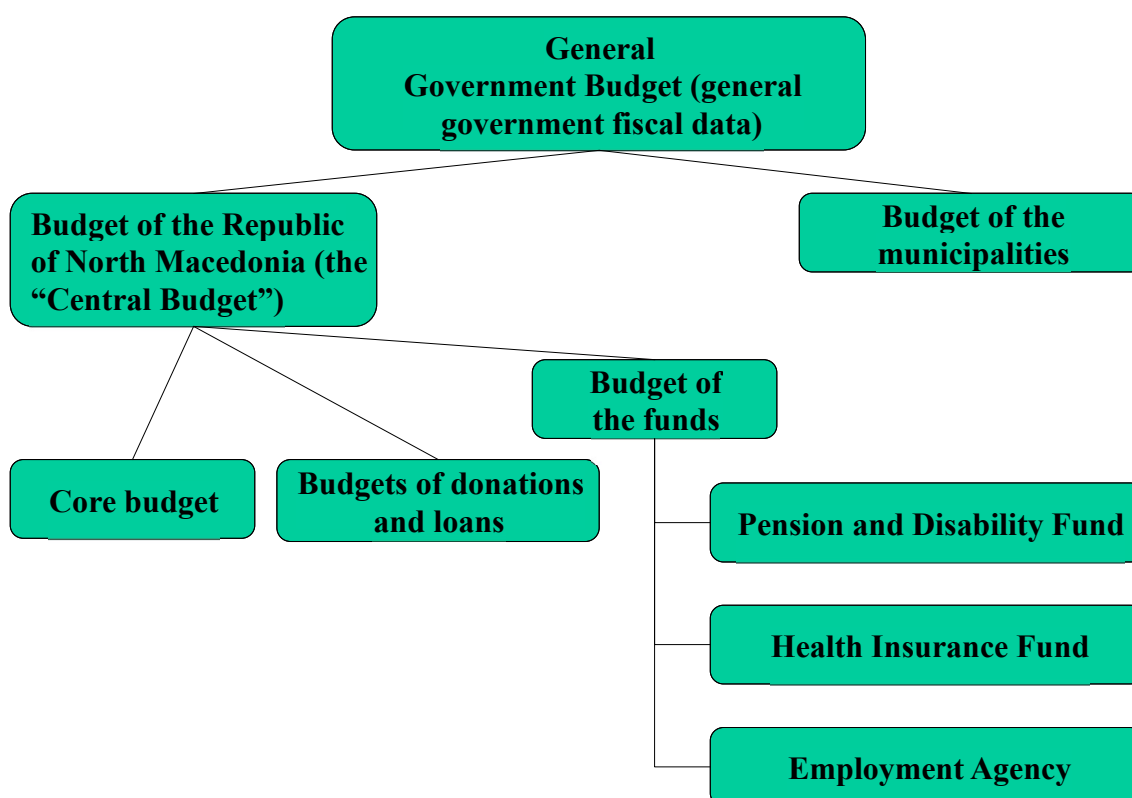 General
Government Budget (general
government fiscal data)
Budget of the Republic
of North Macedonia (the
“Central Budget”)
Budget of the
municipalities
Budget of
the funds
Core budget
Budgets of donations
and loans
Pension and Disability Fund
Health Insurance Fund
Employment Agency